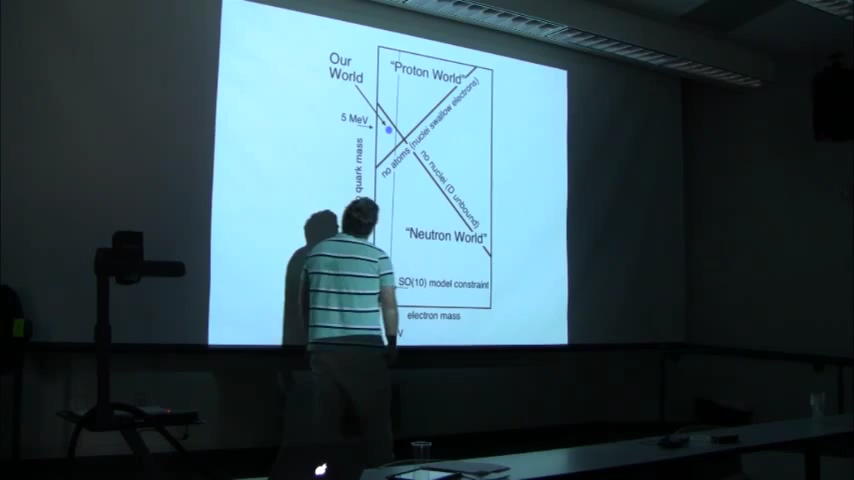 Our
World
"Proton World"
5 MeV
no atoms (nuclei swallow electrons)
no nuclei (D unbound)
quark mass
"Neutron World"
SO(10) model constraint
electron mass